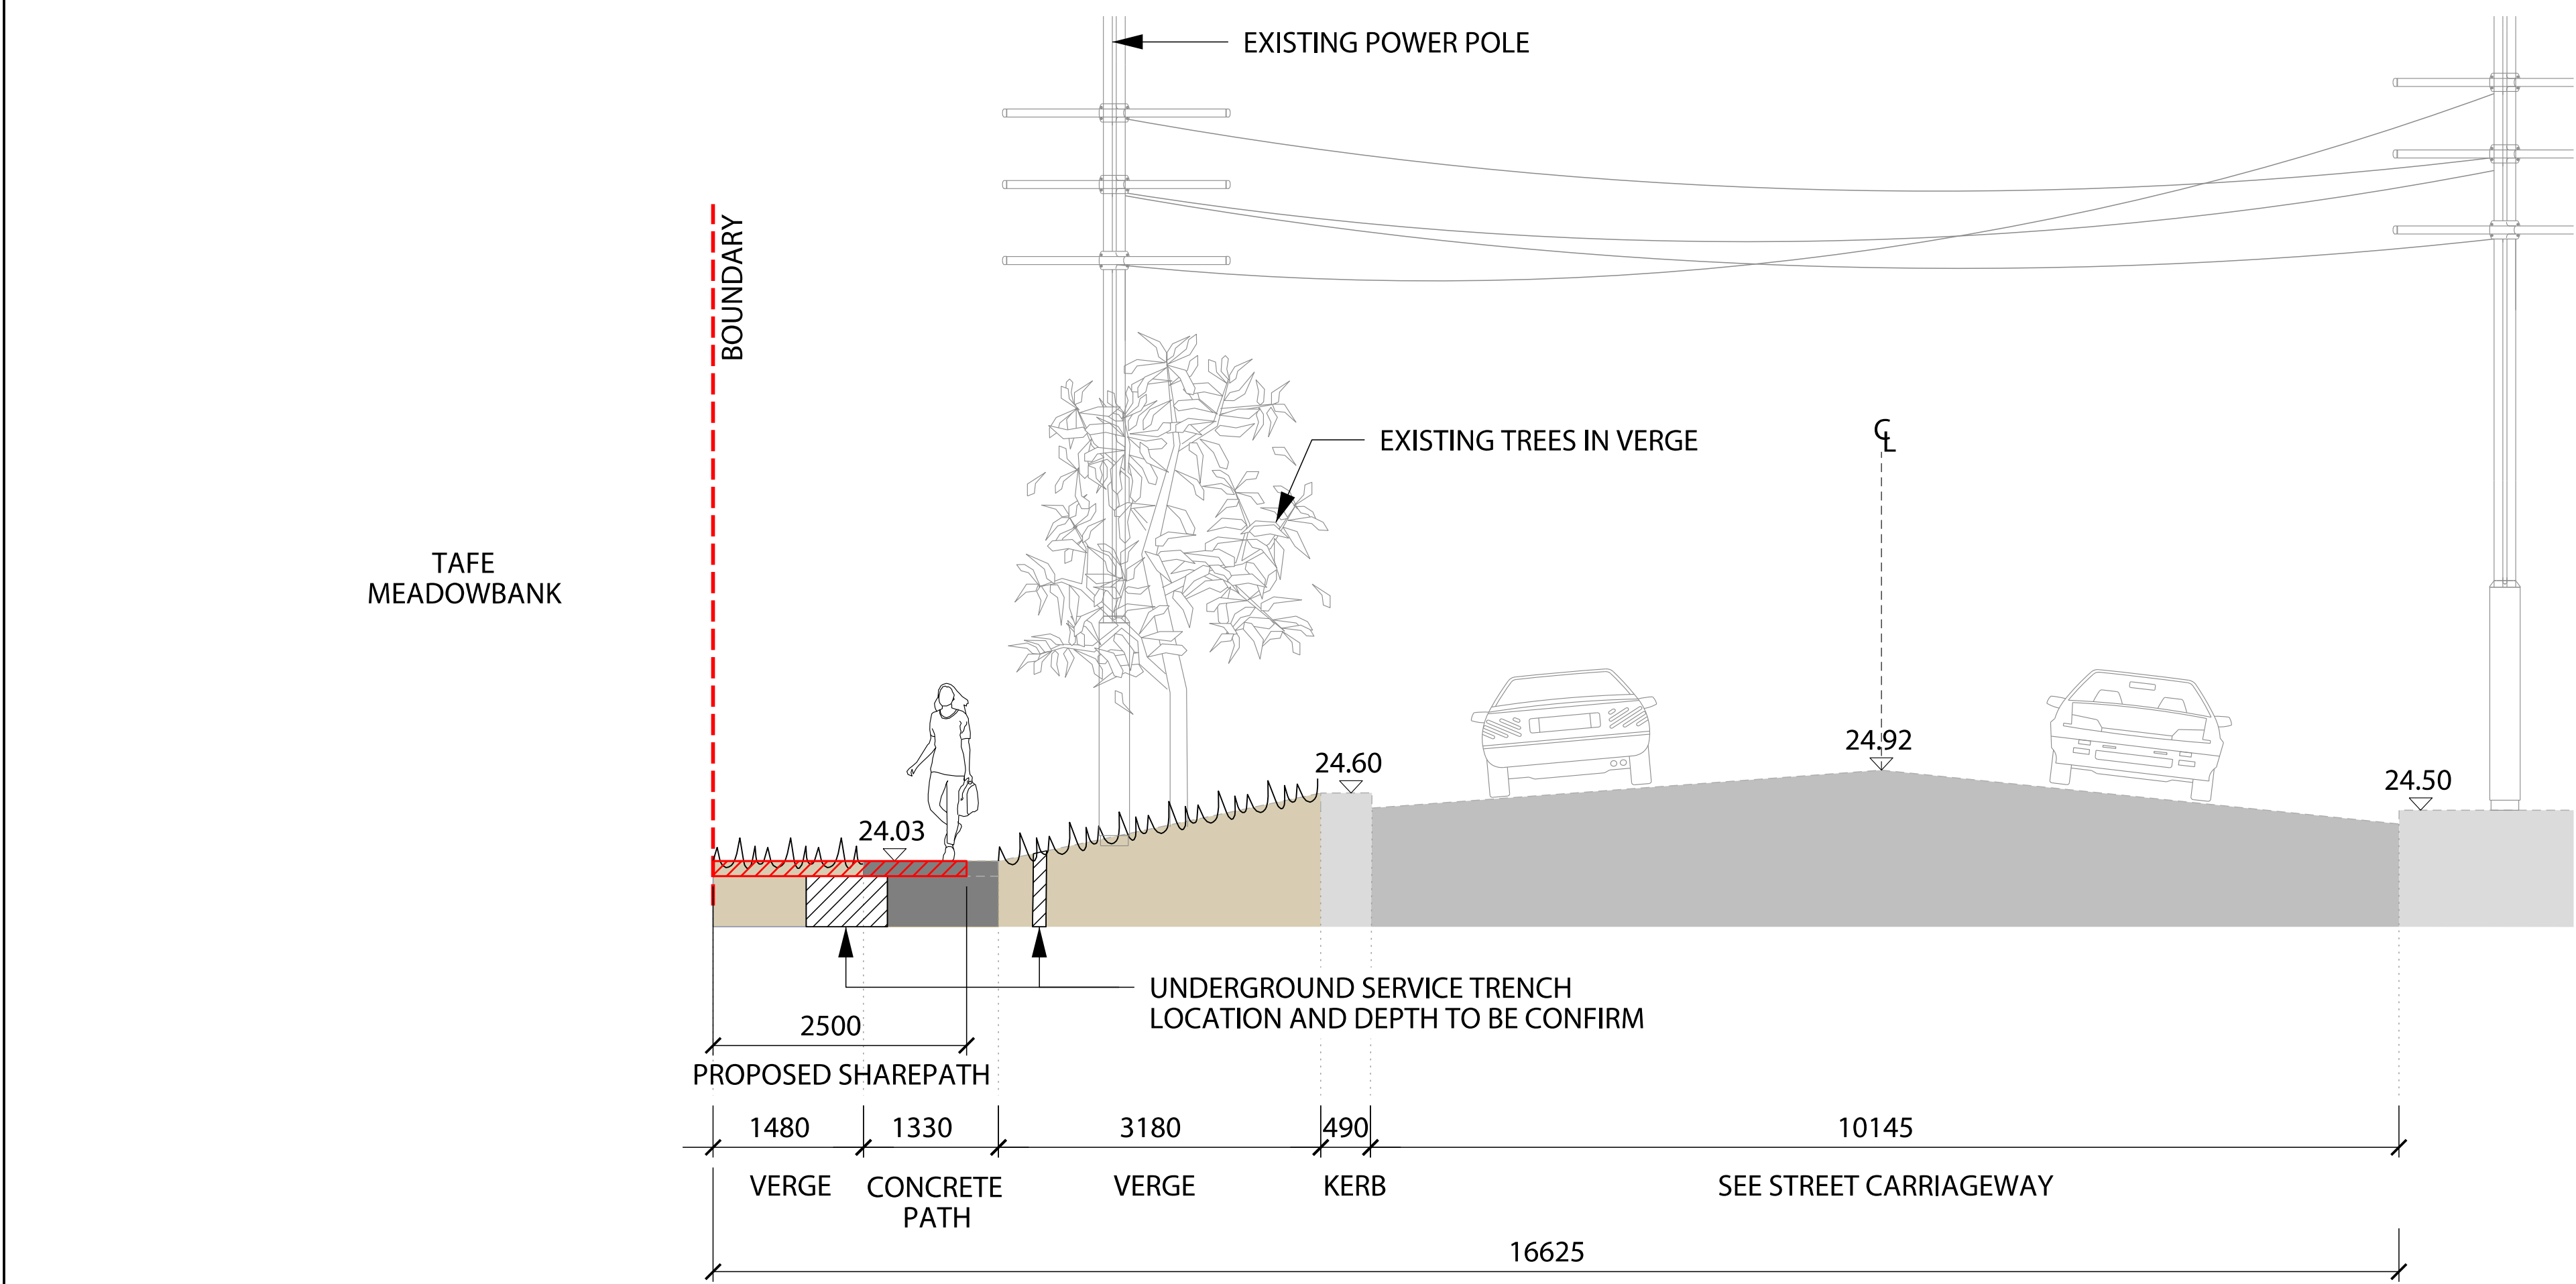 EXISTING POWER POLE
BOUNDARY
EXISTING TREES IN VERGE
℄
TAFE
MEADOWBANK
24.92
24.60
24.50
24.03
UNDERGROUND SERVICE TRENCH
LOCATION AND DEPTH TO BE CONFIRM
2500
PROPOSED SHAREPATH
1480 1330 3180 490 10145
VERGE CONCRETE PATH VERGE KERB SEE STREET CARRIAGEWAY
16625